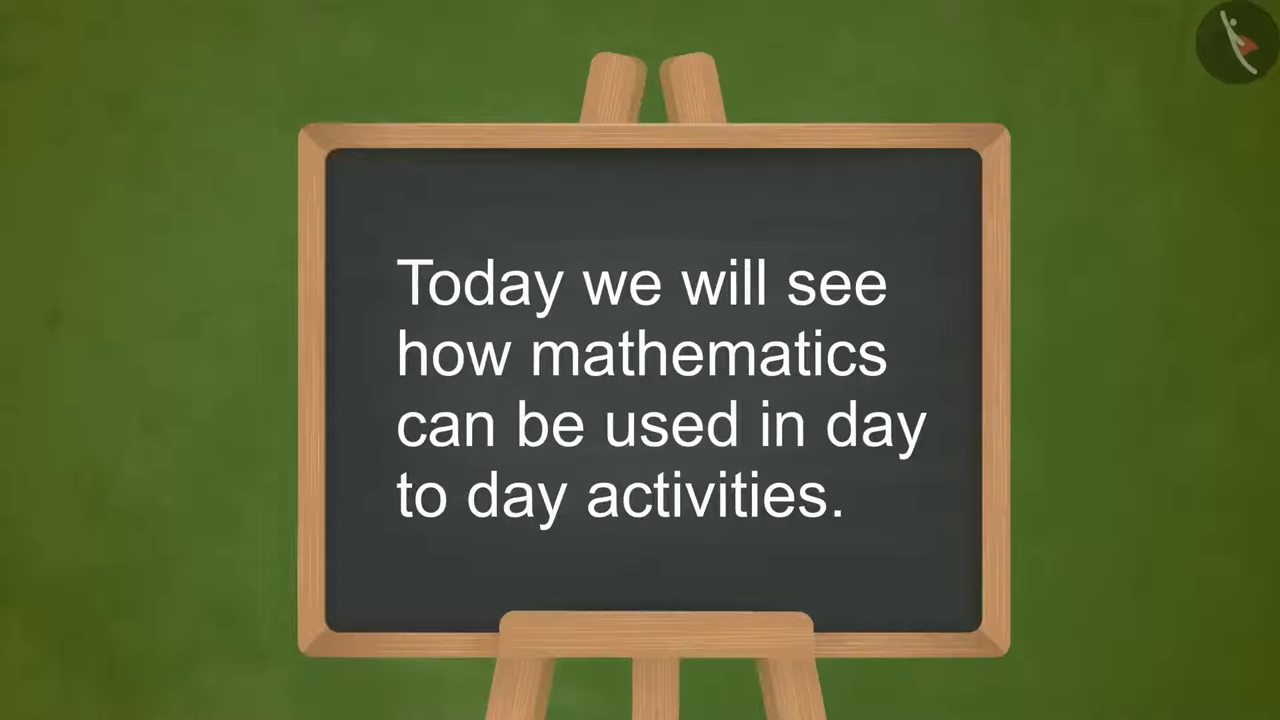 Today we will see
how mathematics
can be used in day
to day activities.